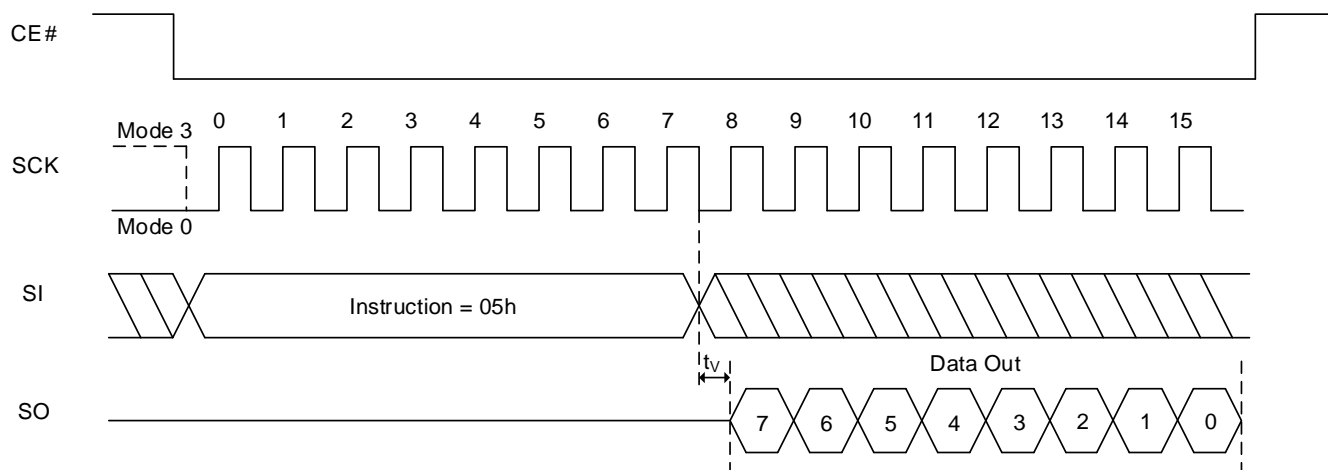 CE#
0 1 2 3 4 5 6 7 8 9 10 11 12 13 14 15
Mode 3
SCK
Mode 0
SI
Instruction = 05h
tV
Data Out
SO
7 6 5 4 3 2 1 0